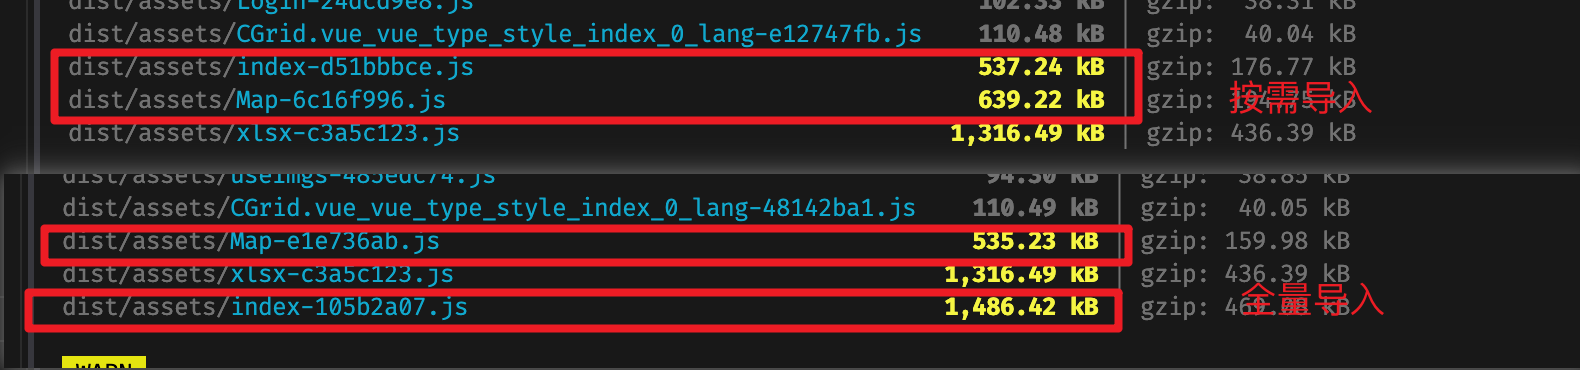 dist/assets/Login-24dcd9e8.js 102.33 kB gzip: 38.31 kB
dist/assets/CGrid.vue_vue_type_style_index_0_lang-e12747fb.js 110.48 kB gzip: 40.04 kB
dist/assets/index-d51bbbce.js 537.24 kB gzip: 176.77 kB
dist/assets/Map-6c16f996.js 639.22 kB gzip: 194.75 kB 按需导入
dist/assets/xlsx-c3a5c123.js 1,316.49 kB gzip: 436.39 kB
dist/assets/useImgs-485edc74.js 94.30 kB gzip: 38.85 kB
dist/assets/CGrid.vue_vue_type_style_index_0_lang-48142ba1.js 110.49 kB gzip: 40.05 kB
dist/assets/Map-e1e736ab.js 535.23 kB gzip: 159.98 kB
dist/assets/xlsx-c3a5c123.js 1,316.49 kB gzip: 436.39 kB
dist/assets/index-105b2a07.js 1,486.42 kB gzip: kB 全量导入
WARN